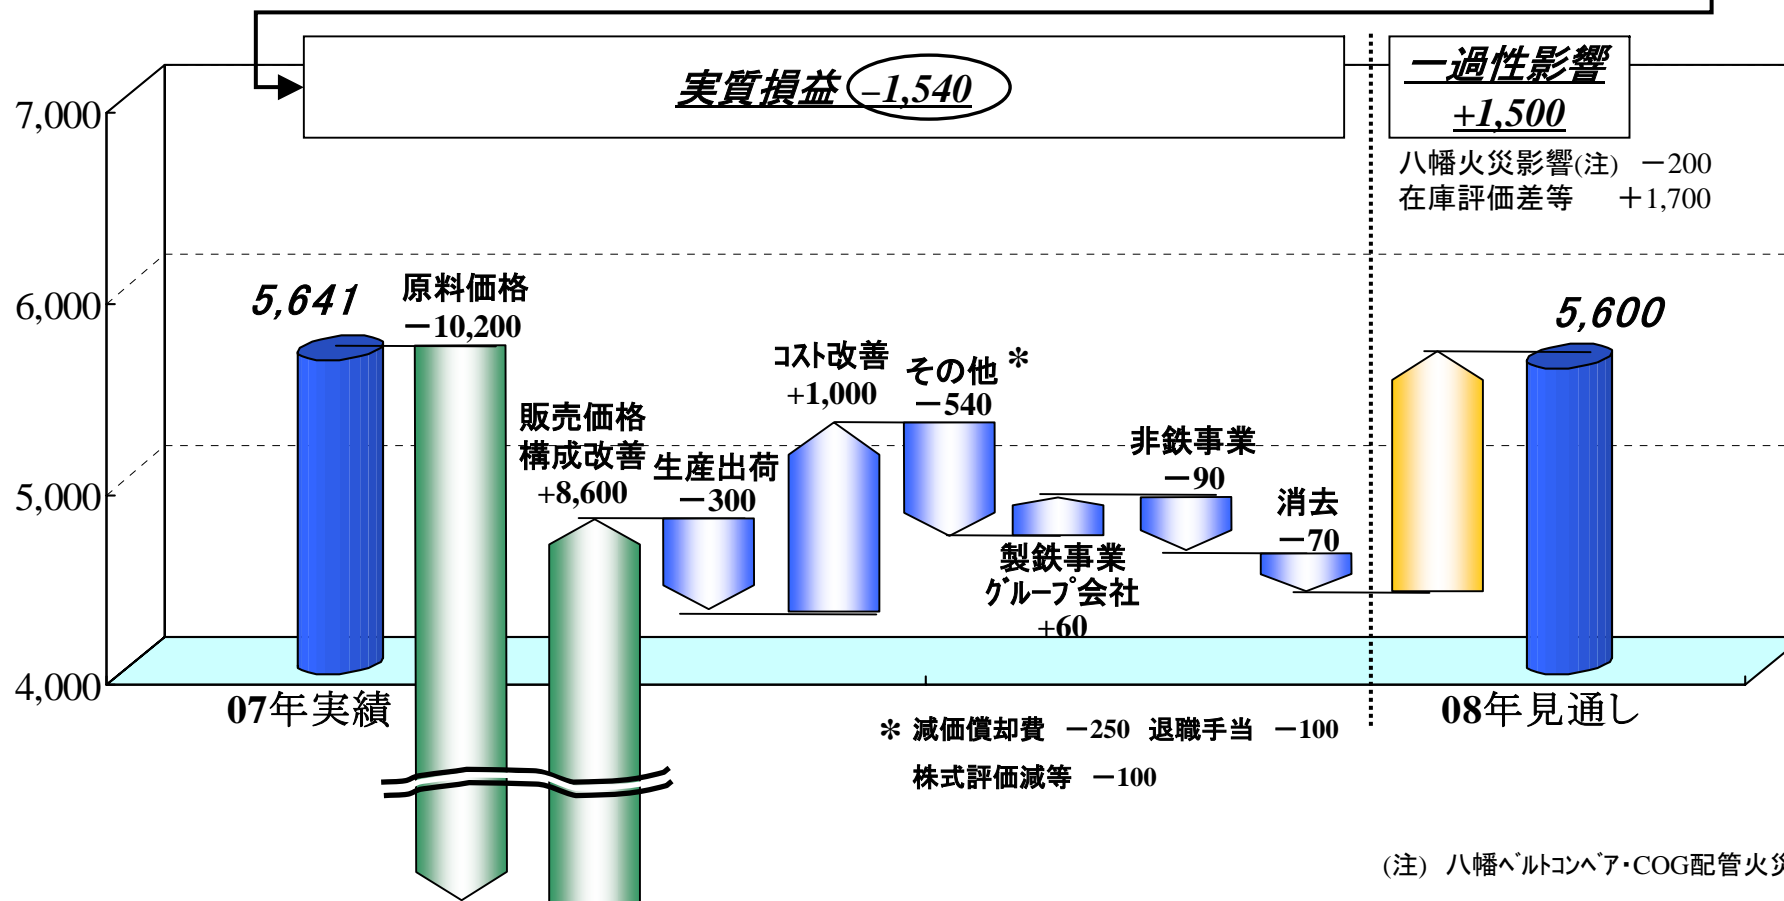 実質損益 −1,540
一過性影響
+1,500
八幡火災影響(注) －200
在庫評価差等 ＋1,700
7,000
6,000
5,000
4,000
5,641
原料価格
－10,200
販売価格
構成改善
+8,600
生産出荷
－300
コスト改善
+1,000
その他＊
－540
製鉄事業
グループ会社
+60
非鉄事業
－90
消去
－70
5,600
07年実績
08年見通し
＊ 減価償却費 －250 退職手当 －100
株式評価減等 －100
(注) 八幡ベルトコンベア・COG配管火災